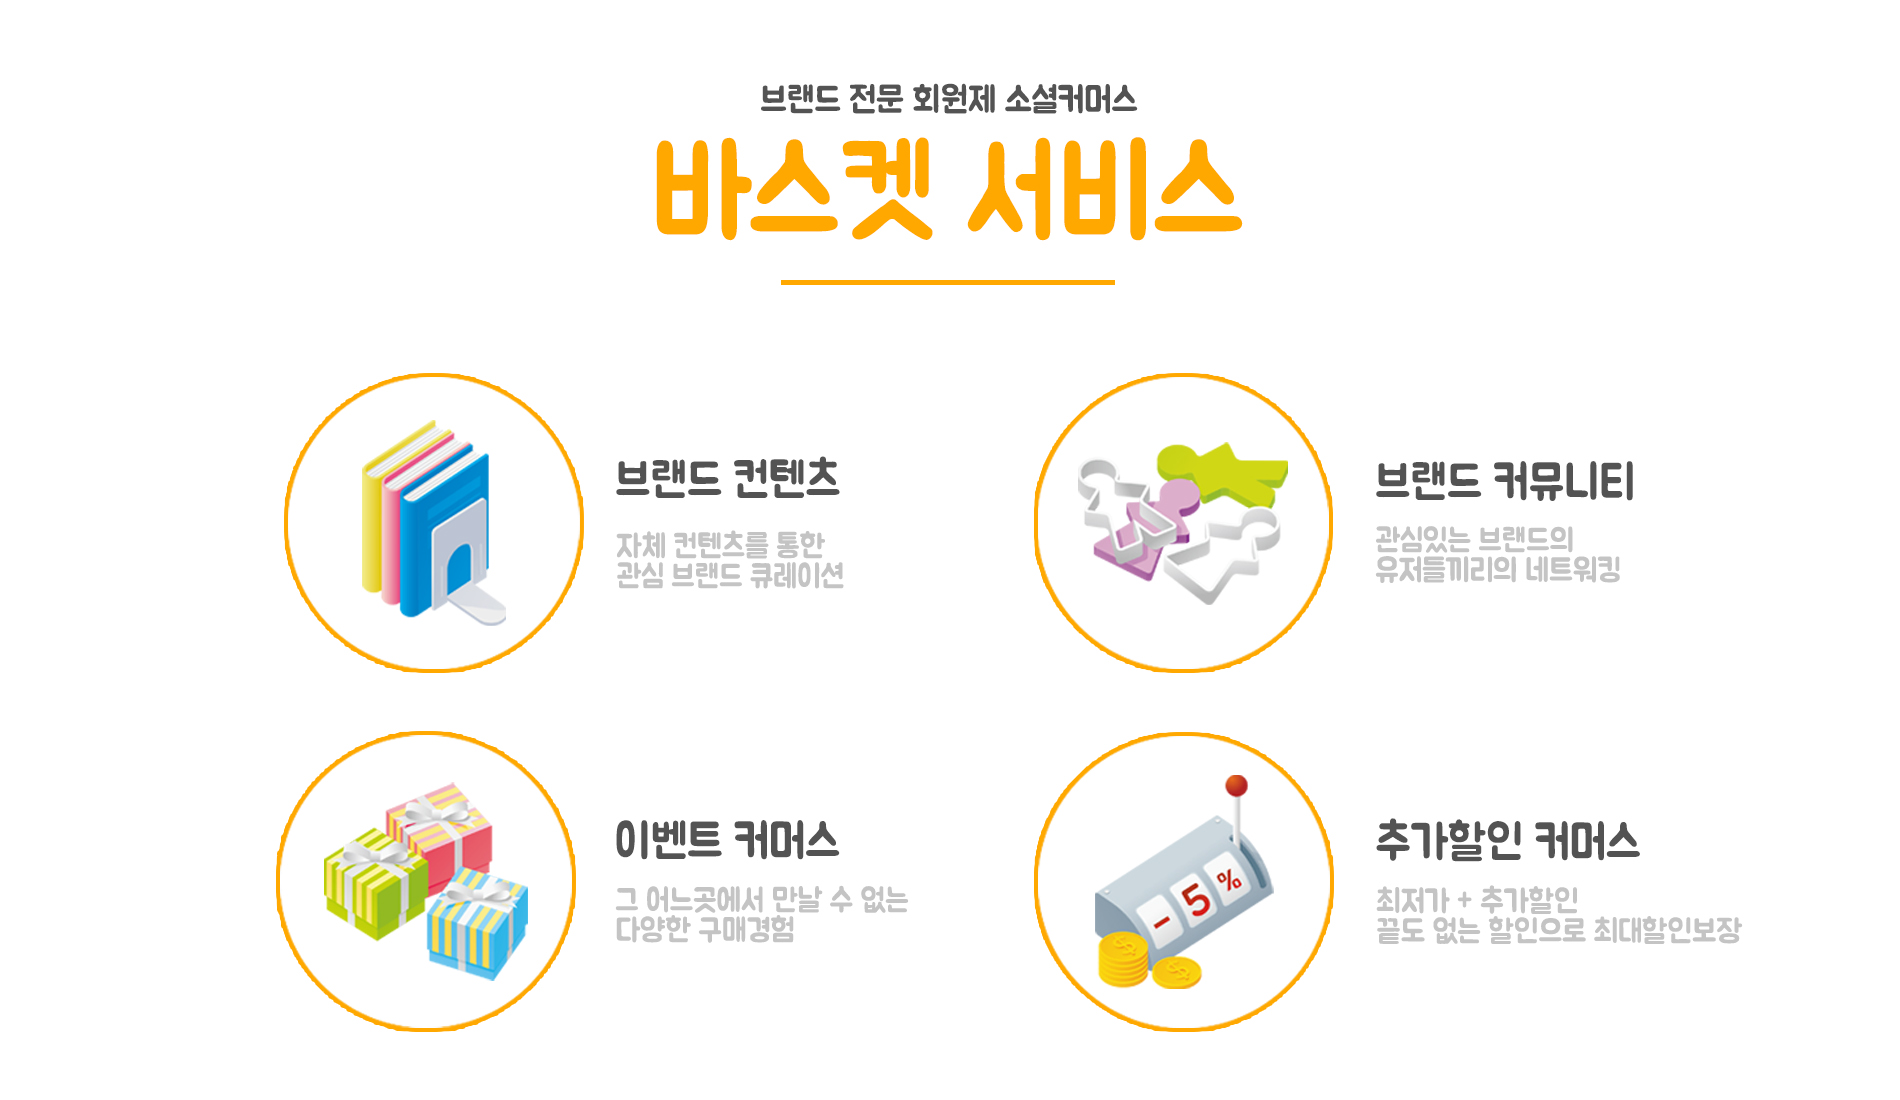 브랜드 전문 회원제 소셜커머스
바스켓 서비스
브랜드 컨텐츠
자체 컨텐츠를 통한
관심 브랜드 큐레이션
브랜드 커뮤니티
관심있는 브랜드의
유저들끼리의 네트워킹
이벤트 커머스
그 어느곳에서 만날 수 없는
다양한 구매경험
- 5 %
추가할인 커머스
최저가 + 추가할인
끝도 없는 할인으로 최대할인보장